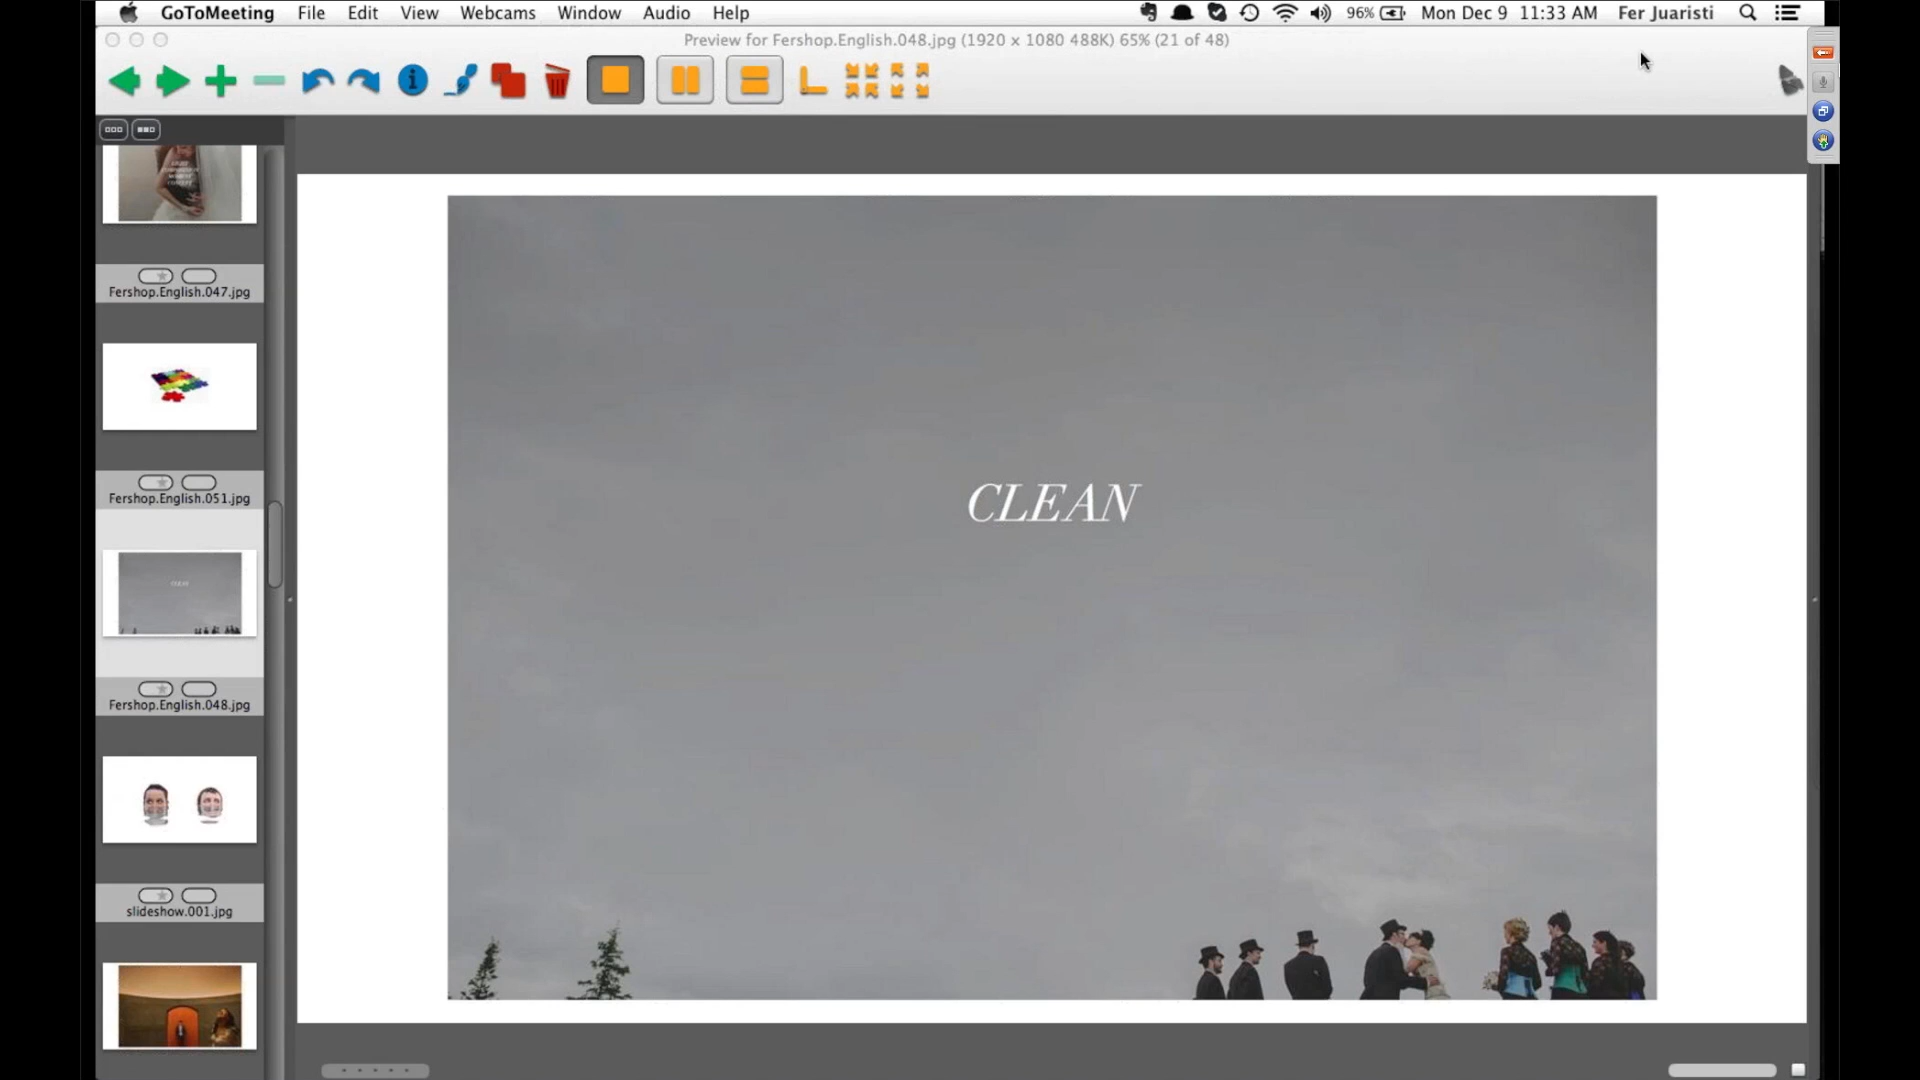 GoToMeeting File Edit View Webcams Window Audio Help 96% Mon Dec 9 11:33 AM Fer Juaristi
Preview for Fershop.English.048.jpg (1920 x 1080 488K) 65% (21 of 48)
Fershop.English.047.jpg
Fershop.English.051.jpg
CLEAN
CLEAN
Fershop.English.048.jpg
slideshow.001.jpg